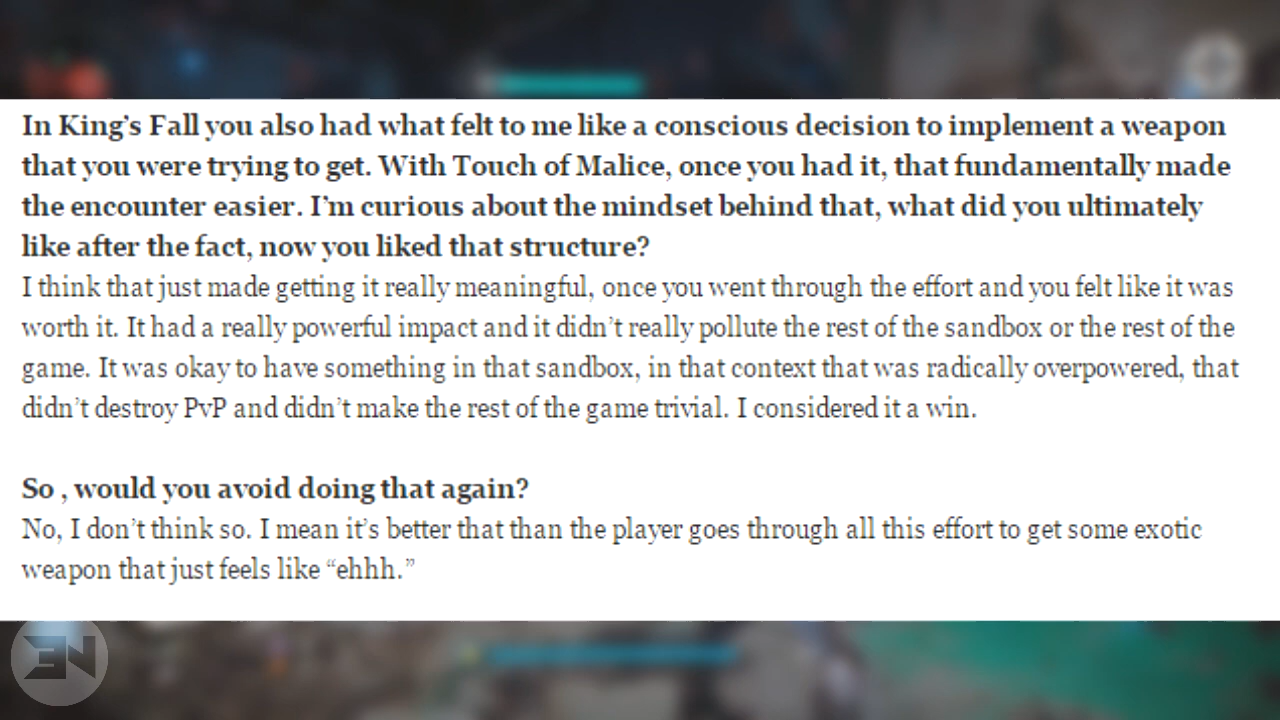 In King’s Fall you also had what felt to me like a conscious decision to implement a weapon
that you were trying to get. With Touch of Malice, once you had it, that fundamentally made
the encounter easier. I’m curious about the mindset behind that, what did you ultimately
like after the fact, now you liked that structure?
I think that just made getting it really meaningful, once you went through the effort and you felt like it was
worth it. It had a really powerful impact and it didn’t really pollute the rest of the sandbox or the rest of the
game. It was okay to have something in that sandbox, in that context that was radically overpowered, that
didn’t destroy PvP and didn’t make the rest of the game trivial. I considered it a win.
So , would you avoid doing that again?
No, I don’t think so. I mean it’s better that than the player goes through all this effort to get some exotic
weapon that just feels like “ehhh.”